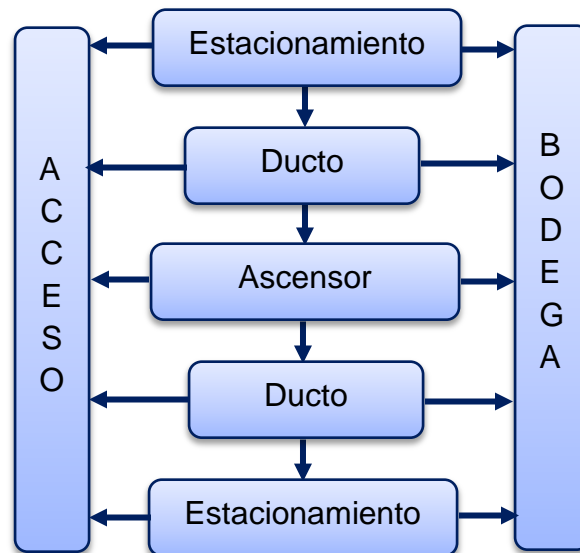 Estacionamiento
Ducto
Ascensor
Ducto
Estacionamiento
A
C
C
E
S
O
B
O
D
E
G
A